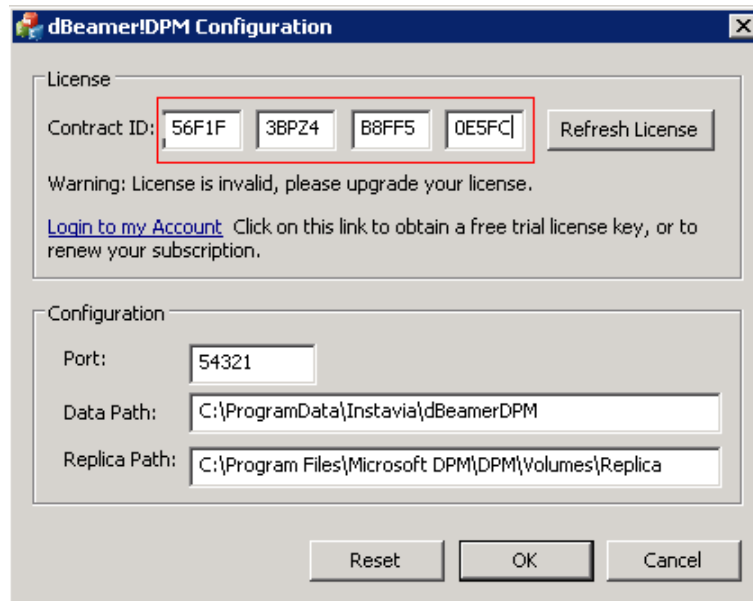 dBeamer!DPM Configuration
License
Contract ID: 56F1F 3BPZ4 B8FF5 0E5FC Refresh License
Warning: License is invalid, please upgrade your license.
Login to my Account Click on this link to obtain a free trial license key, or to
renew your subscription.
Configuration
Port: 54321
Data Path: C:\ProgramData\Instavia\dBeamerDPM
Replica Path: C:\Program Files\Microsoft DPM\DPM\Volumes\Replica
Reset OK Cancel